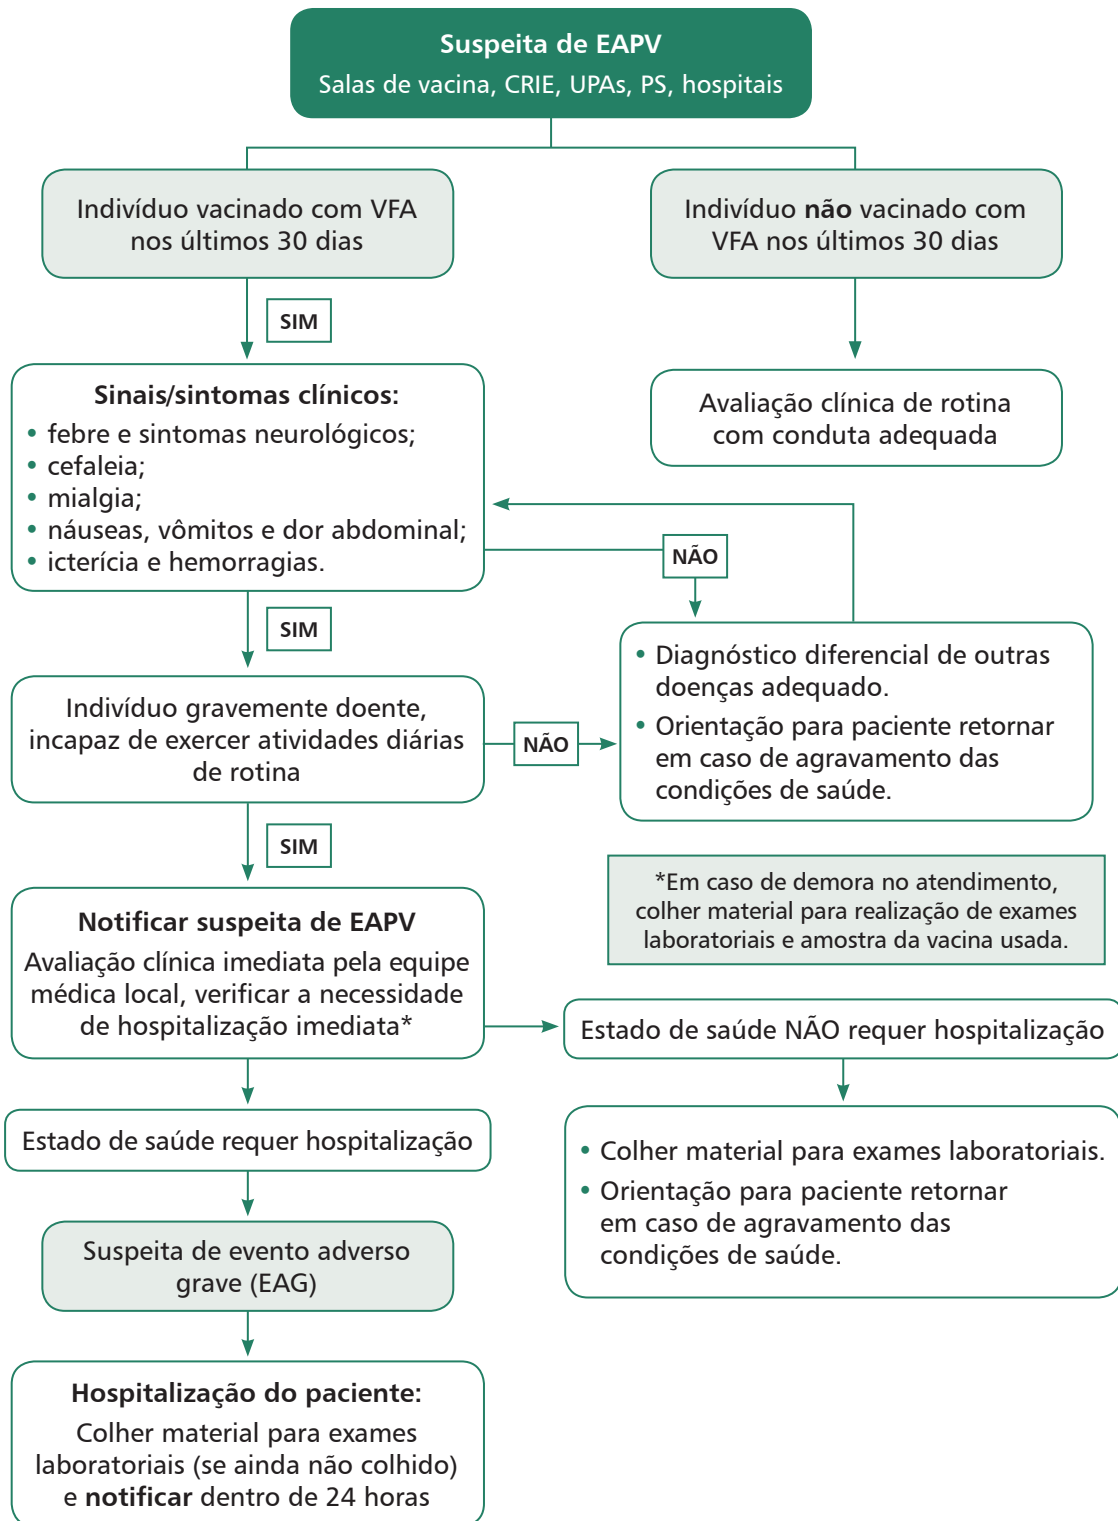 Suspeita de EAPV
Salas de vacina, CRIE, UPAs, PS, hospitais
Indivíduo vacinado com VFA
nos últimos 30 dias
Indivíduo não vacinado com
VFA nos últimos 30 dias
SIM
Avaliação clínica de rotina
com conduta adequada
Sinais/sintomas clínicos:
• febre e sintomas neurológicos;
• cefaleia;
• mialgia;
• náuseas, vômitos e dor abdominal;
• icterícia e hemorragias.
NÃO
SIM
• Diagnóstico diferencial de outras
doenças adequado.
• Orientação para paciente retornar
em caso de agravamento das
condições de saúde.
Indivíduo gravemente doente,
incapaz de exercer atividades diárias
de rotina
NÃO
SIM
*Em caso de demora no atendimento,
colher material para realização de exames
laboratoriais e amostra da vacina usada.
Notificar suspeita de EAPV
Avaliação clínica imediata pela equipe
médica local, verificar a necessidade
de hospitalização imediata*
Estado de saúde NÃO requer hospitalização
Estado de saúde requer hospitalização
• Colher material para exames laboratoriais.
• Orientação para paciente retornar
em caso de agravamento das
condições de saúde.
Suspeita de evento adverso
grave (EAG)
Hospitalização do paciente:
Colher material para exames
laboratoriais (se ainda não colhido)
e notificar dentro de 24 horas